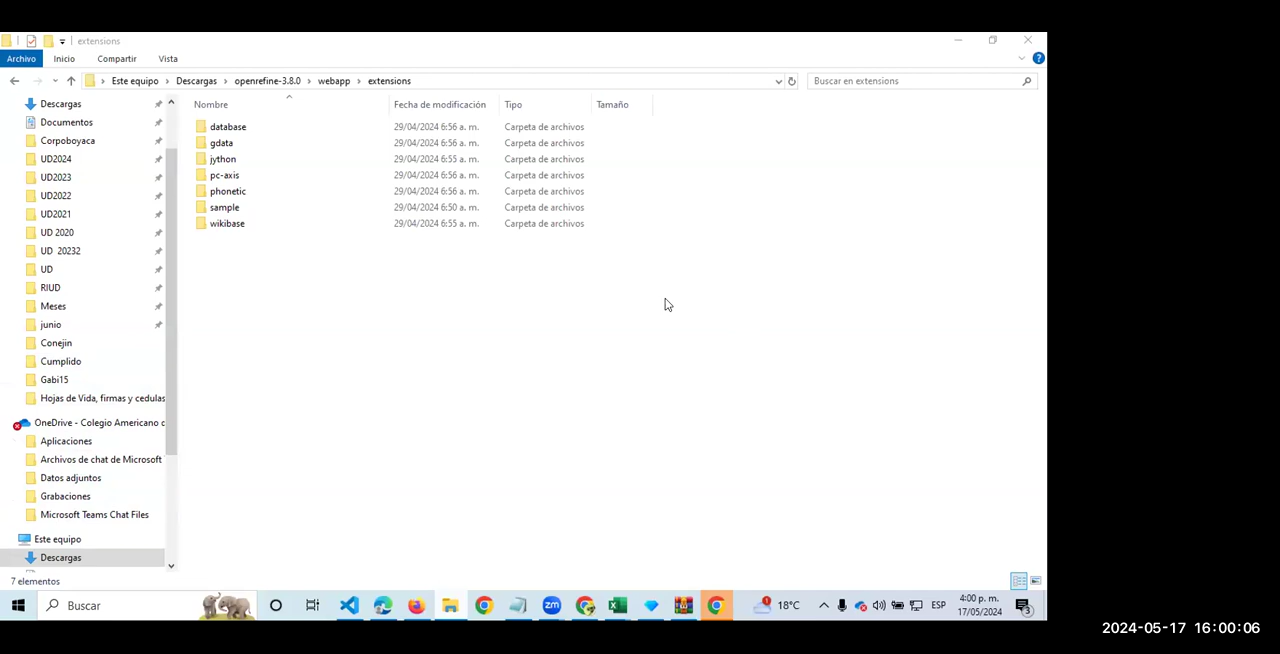 extensions
Archivo Inicio Compartir Vista
Este equipo Descargas openrefine-3.8.0 webapp extensions
Buscar en extensions
Descargas
Documentos
Corpoboyaca
UD2024
UD2023
UD2022
UD2021
UD 2020
UD 20232
UD
RIUD
Meses
junio
Conejin
Cumplido
Gabi15
Hojas de Vida, firmas y cedulas
OneDrive - Colegio Americano c
Aplicaciones
Archivos de chat de Microsoft
Datos adjuntos
Grabaciones
Microsoft Teams Chat Files
Este equipo
Descargas
Nombre Fecha de modificación Tipo Tamaño
database 29/04/2024 6:56 a. m. Carpeta de archivos
gdata 29/04/2024 6:56 a. m. Carpeta de archivos
jython 29/04/2024 6:55 a. m. Carpeta de archivos
pc-axis 29/04/2024 6:56 a. m. Carpeta de archivos
phonetic 29/04/2024 6:56 a. m. Carpeta de archivos
sample 29/04/2024 6:50 a. m. Carpeta de archivos
wikibase 29/04/2024 6:55 a. m. Carpeta de archivos
7 elementos
Buscar
zm
18°C
ESP
4:00 p. m.
17/05/2024
3
2024-05-17 16:00:06